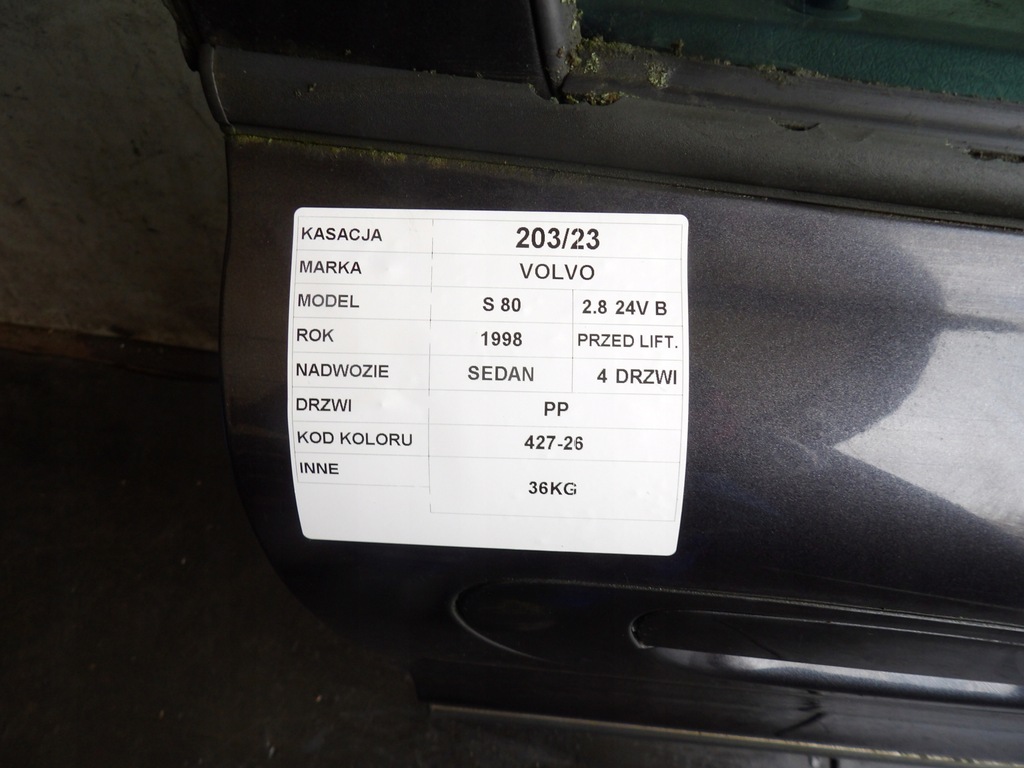 KASACJA 203/23
MARKA VOLVO
MODEL S 80 2.8 24V B
ROK 1998 PRZED LIFT.
NADWOZIE SEDAN 4 DRZWI
DRZWI PP
KOD KOLORU 427-26
INNE 36KG